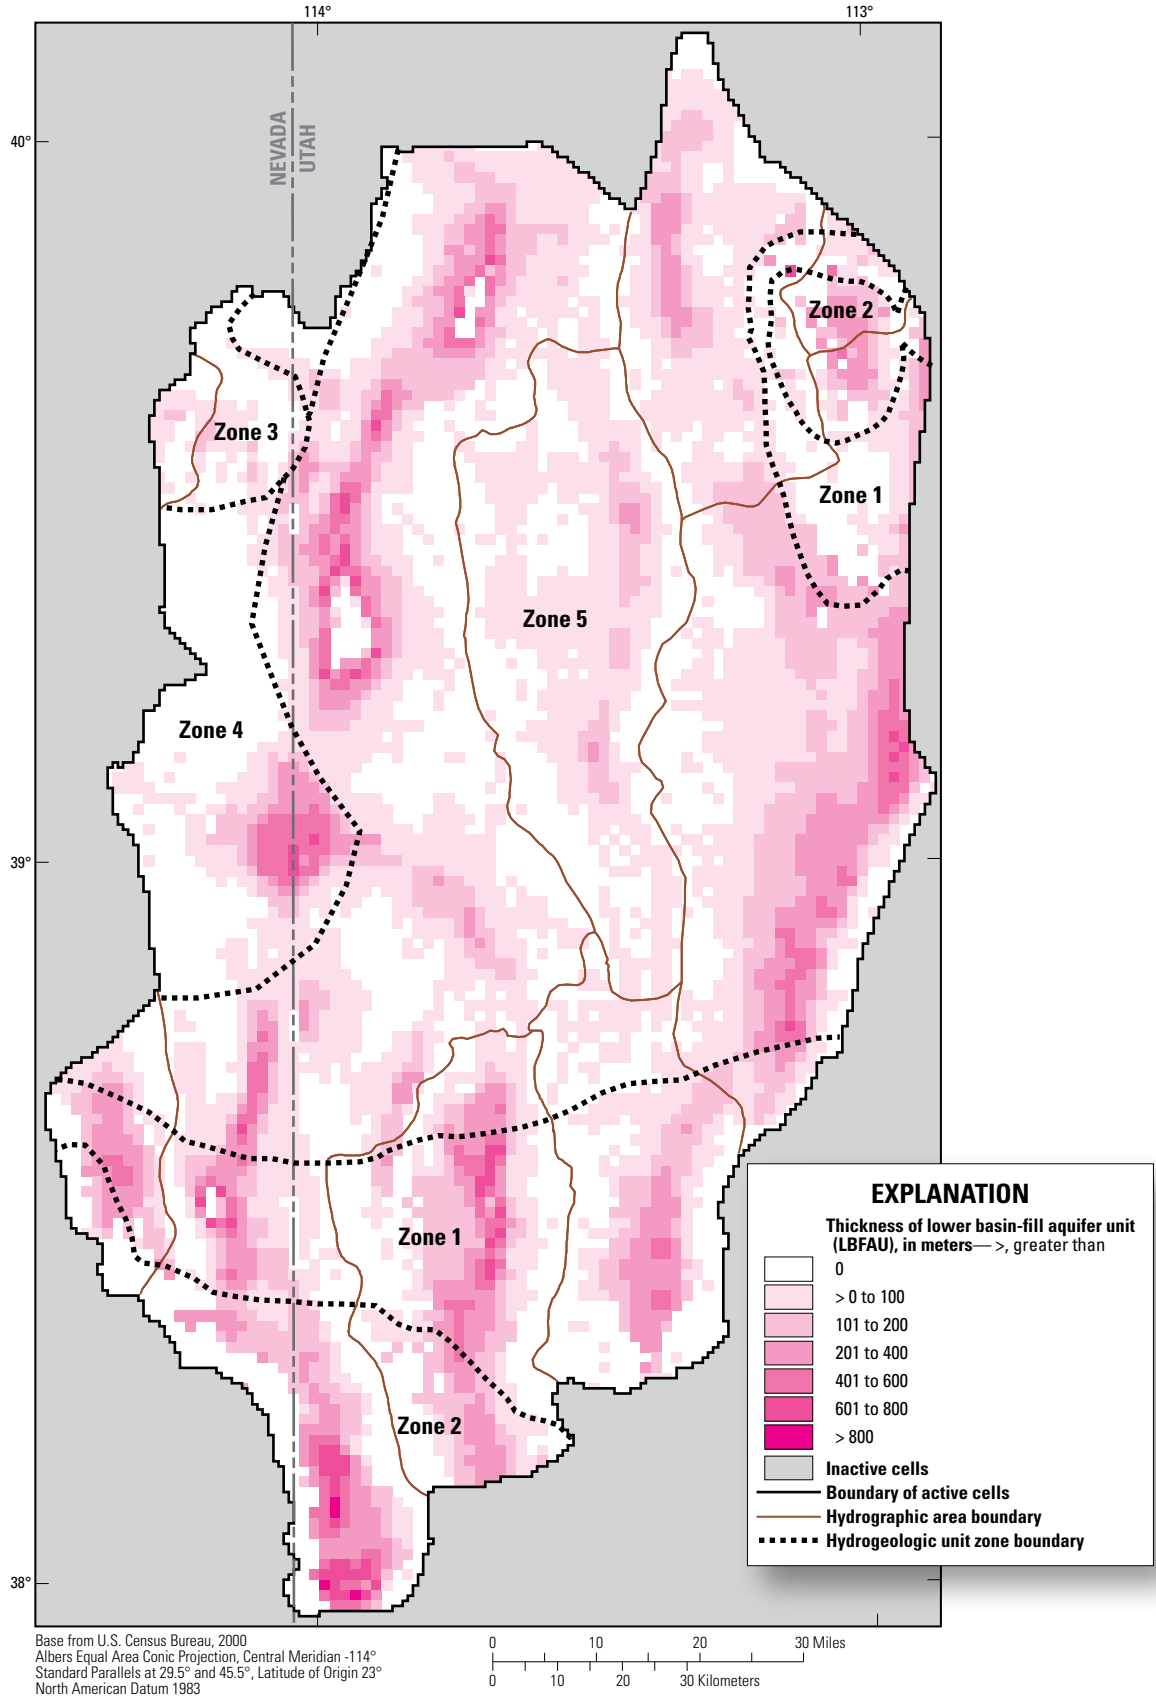 114°
113°
40°
NEVADA
UTAH
Zone 2
Zone 3
Zone 1
Zone 5
Zone 4
39°
Zone 1
Zone 2
38°
EXPLANATION
Thickness of lower basin-fill aquifer unit
(LBFAU), in meters— >, greater than
0
> 0 to 100
101 to 200
201 to 400
401 to 600
601 to 800
> 800
Inactive cells
Boundary of active cells
Hydrographic area boundary
Hydrogeologic unit zone boundary
Base from U.S. Census Bureau, 2000
Albers Equal Area Conic Projection, Central Meridian -114°
Standard Parallels at 29.5° and 45.5°, Latitude of Origin 23°
North American Datum 1983
0 10 20 30 Miles
0 10 20 30 Kilometers